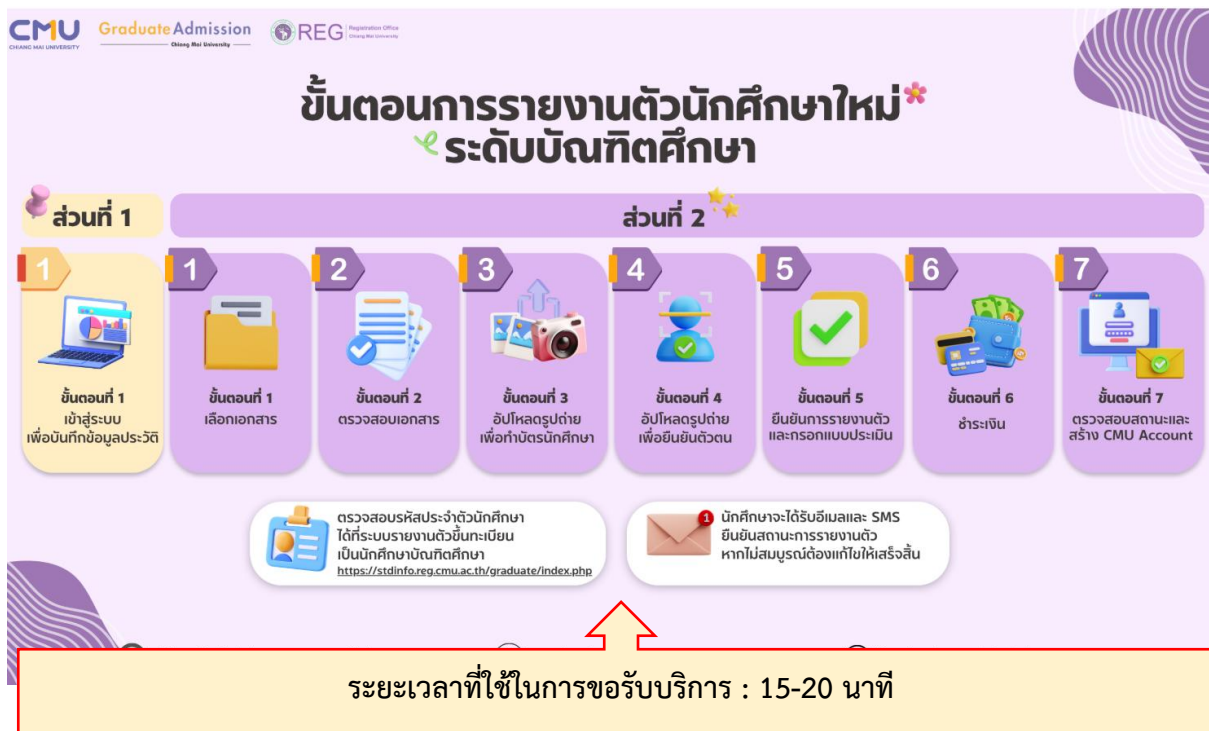 CMU
CHIANG MAI UNIVERSITY
Graduate Admission
Chiang Mai University
REG
Registration Office
Chiang Mai University
ขั้นตอนการรายงานตัวนักศึกษาใหม่
ระดับบัณฑิตศึกษา
ส่วนที่ 1
ส่วนที่ 2
1
ขั้นตอนที่ 1
เข้าสู่ระบบ
เพื่อบันทึกข้อมูลประวัติ
1
ขั้นตอนที่ 1
เลือกเอกสาร
2
ขั้นตอนที่ 2
ตรวจสอบเอกสาร
3
ขั้นตอนที่ 3
อัปโหลดรูปถ่าย
เพื่อทำบัตรนักศึกษา
4
ขั้นตอนที่ 4
อัปโหลดรูปถ่าย
เพื่อยืนยันตัวตน
5
ขั้นตอนที่ 5
ยืนยันการรายงานตัว
และกรอกแบบประเมิน
6
ขั้นตอนที่ 6
ชำระเงิน
7
ขั้นตอนที่ 7
ตรวจสอบสถานะและ
สร้าง CMU Account
ตรวจสอบรหัสประจำตัวนักศึกษา
ได้ที่ระบบรายงานตัวขึ้นทะเบียน
เป็นนักศึกษาบัณฑิตศึกษา
https://stdinfo.reg.cmu.ac.th/graduate/index.php
1
นักศึกษาจะได้รับอีเมลและ SMS
ยืนยันสถานะการรายงานตัว
หากไม่สมบูรณ์ต้องแก้ไขให้เสร็จสิ้น
ระยะเวลาที่ใช้ในการขอรับบริการ : 15-20 นาที